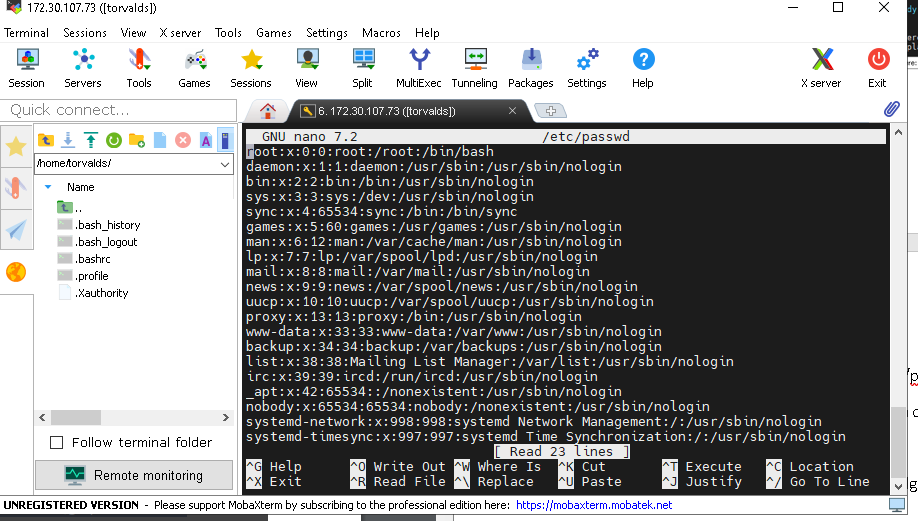 172.30.107.73 ([torvalds])
Terminal Sessions View X server Tools Games Settings Macros Help
Session Servers Tools Games Sessions View Split MultiExec Tunneling Packages Settings Help X server Exit
Quick connect...
6. 172.30.107.73 ([torvalds])
/home/torvalds/
Name
..
.bash_history
.bash_logout
.bashrc
.profile
.Xauthority
Follow terminal folder
Remote monitoring
GNU nano 7.2 /etc/passwd
root:x:0:0:root:/root:/bin/bash
daemon:x:1:1:daemon:/usr/sbin:/usr/sbin/nologin
bin:x:2:2:bin:/bin:/usr/sbin/nologin
sys:x:3:3:sys:/dev:/usr/sbin/nologin
sync:x:4:65534:sync:/bin:/bin/sync
games:x:5:60:games:/usr/games:/usr/sbin/nologin
man:x:6:12:man:/var/cache/man:/usr/sbin/nologin
lp:x:7:7:lp:/var/spool/lpd:/usr/sbin/nologin
mail:x:8:8:mail:/var/mail:/usr/sbin/nologin
news:x:9:9:news:/var/spool/news:/usr/sbin/nologin
uucp:x:10:10:uucp:/var/spool/uucp:/usr/sbin/nologin
proxy:x:13:13:proxy:/bin:/usr/sbin/nologin
www-data:x:33:33:www-data:/var/www:/usr/sbin/nologin
backup:x:34:34:backup:/var/backups:/usr/sbin/nologin
list:x:38:38:Mailing List Manager:/var/list:/usr/sbin/nologin
irc:x:39:39:ircd:/run/ircd:/usr/sbin/nologin
_apt:x:42:65534::/nonexistent:/usr/sbin/nologin
nobody:x:65534:65534:nobody:/nonexistent:/usr/sbin/nologin
systemd-network:x:998:998:systemd Network Management:/:/usr/sbin/nologin
systemd-timesync:x:997:997:systemd Time Synchronization:/:/usr/sbin/nologin
[ Read 23 lines ]
^G Help ^O Write Out ^W Where Is ^K Cut ^T Execute ^C Location
^X Exit ^R Read File ^\ Replace ^U Paste ^J Justify ^/ Go To Line
UNREGISTERED VERSION - Please support MobaXterm by subscribing to the professional edition here: https://mobaxterm.mobatek.net